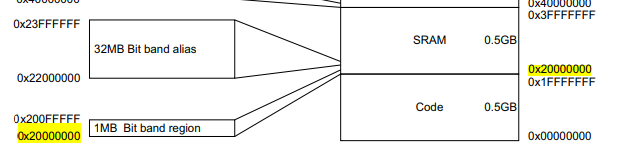 0x40000000
0x3FFFFFFF
0x23FFFFFF
32MB Bit band alias
0x22000000
SRAM 0.5GB
0x20000000
0x1FFFFFFF
0x200FFFFF
1MB Bit band region
0x20000000
Code 0.5GB
0x00000000